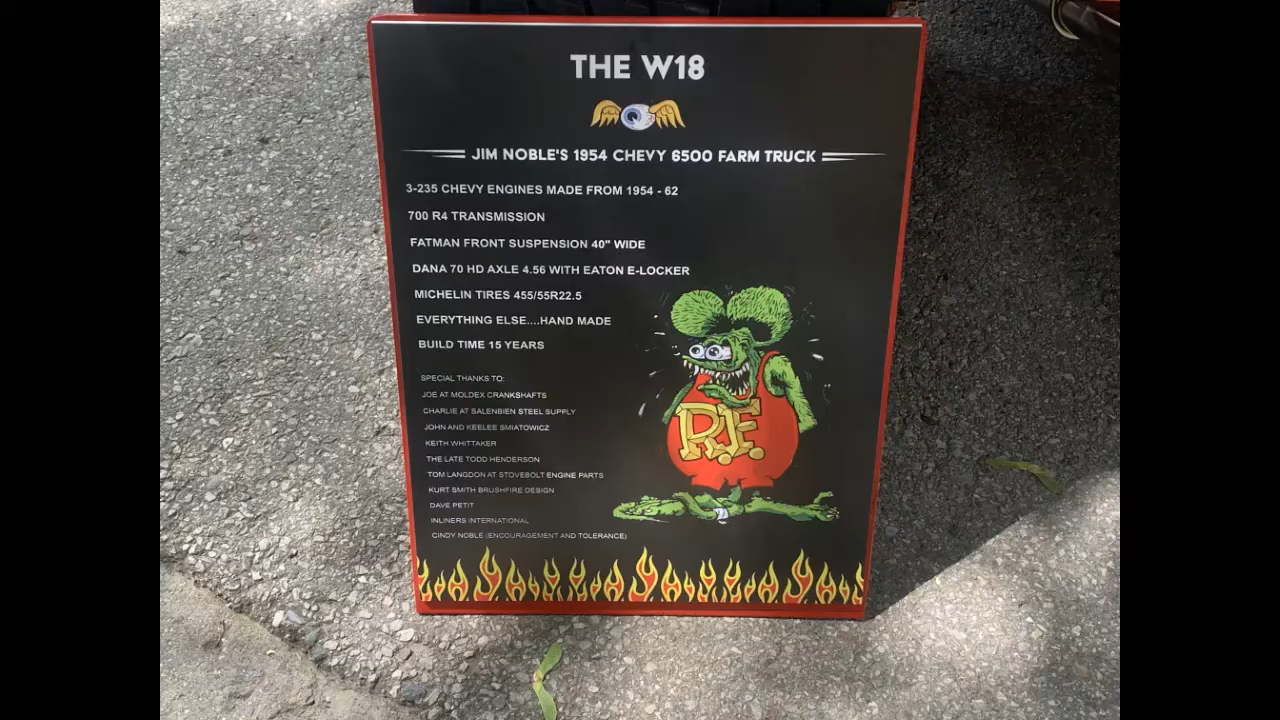 THE W18
JIM NOBLE'S 1954 CHEVY 6500 FARM TRUCK
3-235 CHEVY ENGINES MADE FROM 1954 - 62
700 R4 TRANSMISSION
FATMAN FRONT SUSPENSION 40" WIDE
DANA 70 HD AXLE 4.56 WITH EATON E-LOCKER
MICHELIN TIRES 455/55R22.5
EVERYTHING ELSE....HAND MADE
BUILD TIME 15 YEARS
SPECIAL THANKS TO:
JOE AT MOLDEX CRANKSHAFTS
CHARLIE AT SALENBIEN STEEL SUPPLY
JOHN AND KEELEE SMIATOWICZ
KEITH WHITTAKER
THE LATE TODD HENDERSON
TOM LANGDON AT STOVEBOLT ENGINE PARTS
KURT SMITH BRUSHFIRE DESIGN
DAVE PETIT
INLINERS INTERNATIONAL
CINDY NOBLE (ENCOURAGEMENT AND TOLERANCE)
R.F.